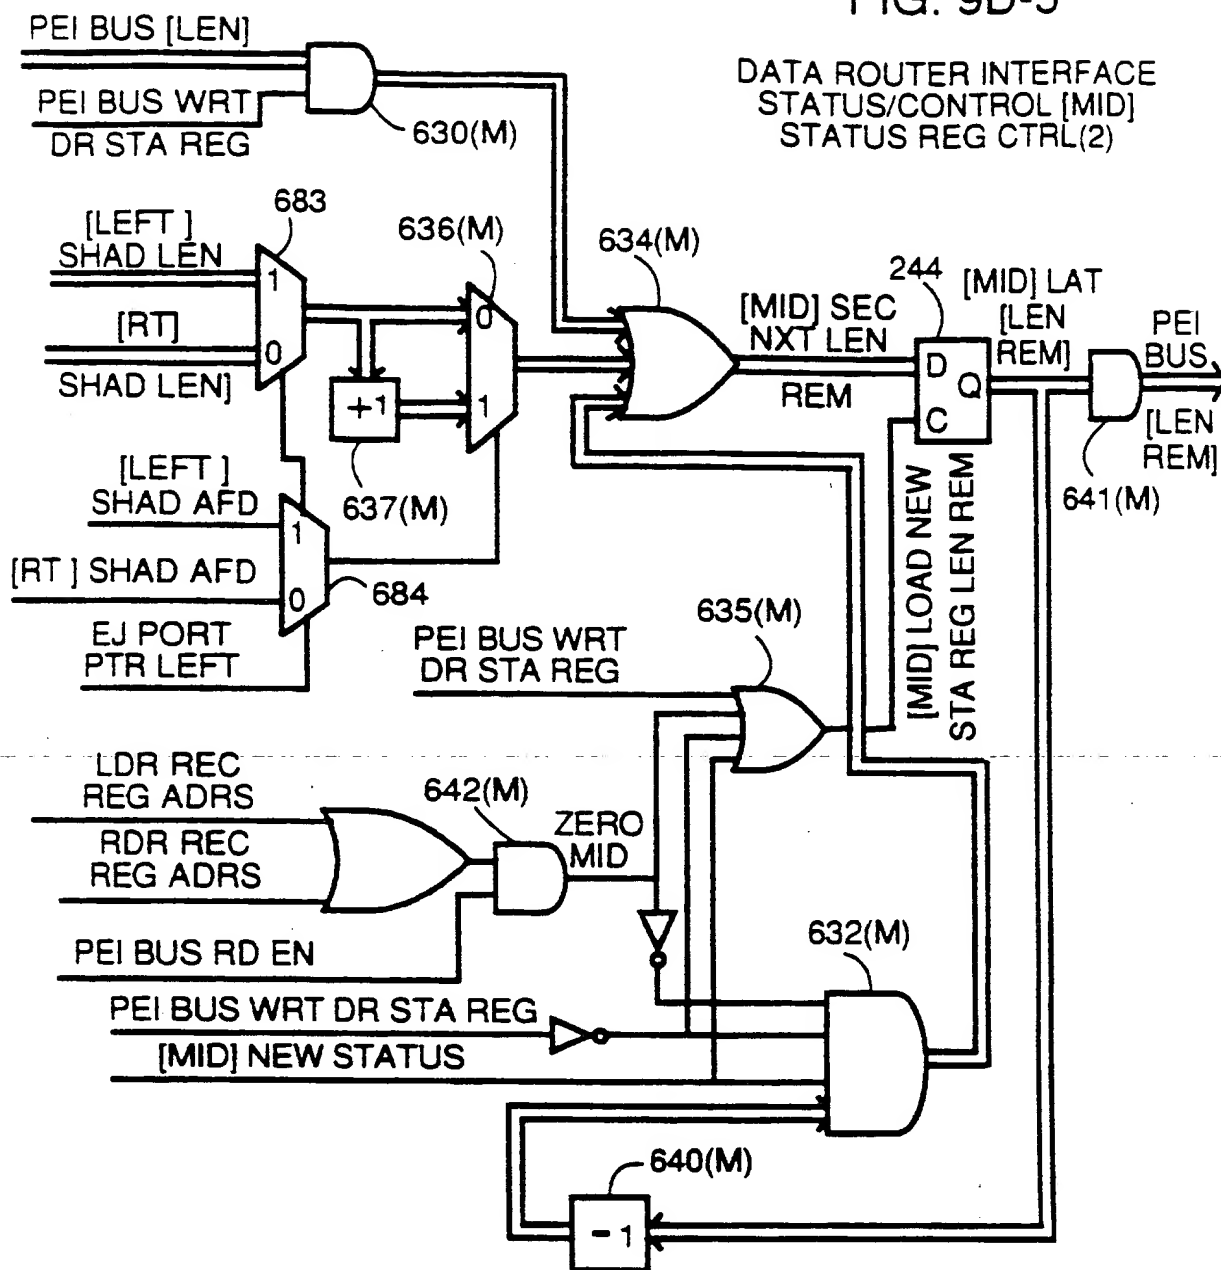 FIG. 9D-5
DATA ROUTER INTERFACE
STATUS/CONTROL [MID]
STATUS REG CTRL(2)
PEI BUS [LEN]
PEI BUS WRT
DR STA REG
630(M)
[LEFT ]
SHAD LEN
[RT]
SHAD LEN]
683
1
0
636(M)
0
1
+1
637(M)
634(M)
[MID] SEC
NXT LEN
REM
244
D
Q
C
[MID] LAT
[LEN
REM]
PEI
BUS
[LEN
REM]
641(M)
[LEFT ]
SHAD AFD
[RT ] SHAD AFD
1
0
684
EJ PORT
PTR LEFT
PEI BUS WRT
DR STA REG
635(M)
[MID] LOAD NEW
STA REG LEN REM
LDR REC
REG ADRS
RDR REC
REG ADRS
642(M)
ZERO
MID
PEI BUS RD EN
632(M)
PEI BUS WRT DR STA REG
[MID] NEW STATUS
640(M)
- 1